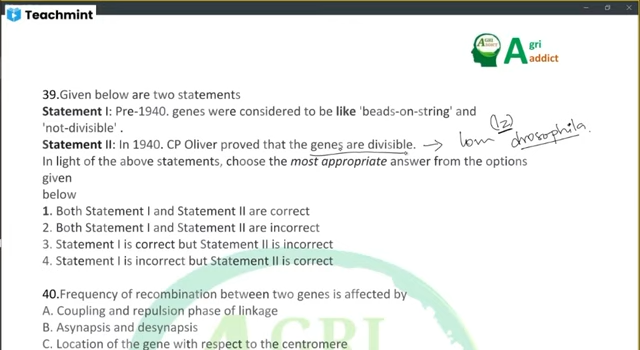 Teachmint
Agri
addict
39.Given below are two statements
Statement I: Pre-1940. genes were considered to be like 'beads-on-string' and
'not-divisible'.
Statement II: In 1940. CP Oliver proved that the genes are divisible. → lozn drosophila.
(lz)
In light of the above statements, choose the most appropriate answer from the options
given
below
1. Both Statement I and Statement II are correct
2. Both Statement I and Statement II are incorrect
3. Statement I is correct but Statement II is incorrect
4. Statement I is incorrect but Statement II is correct
40.Frequency of recombination between two genes is affected by
A. Coupling and repulsion phase of linkage
B. Asynapsis and desynapsis
C. Location of the gene with respect to the centromere
AGRI